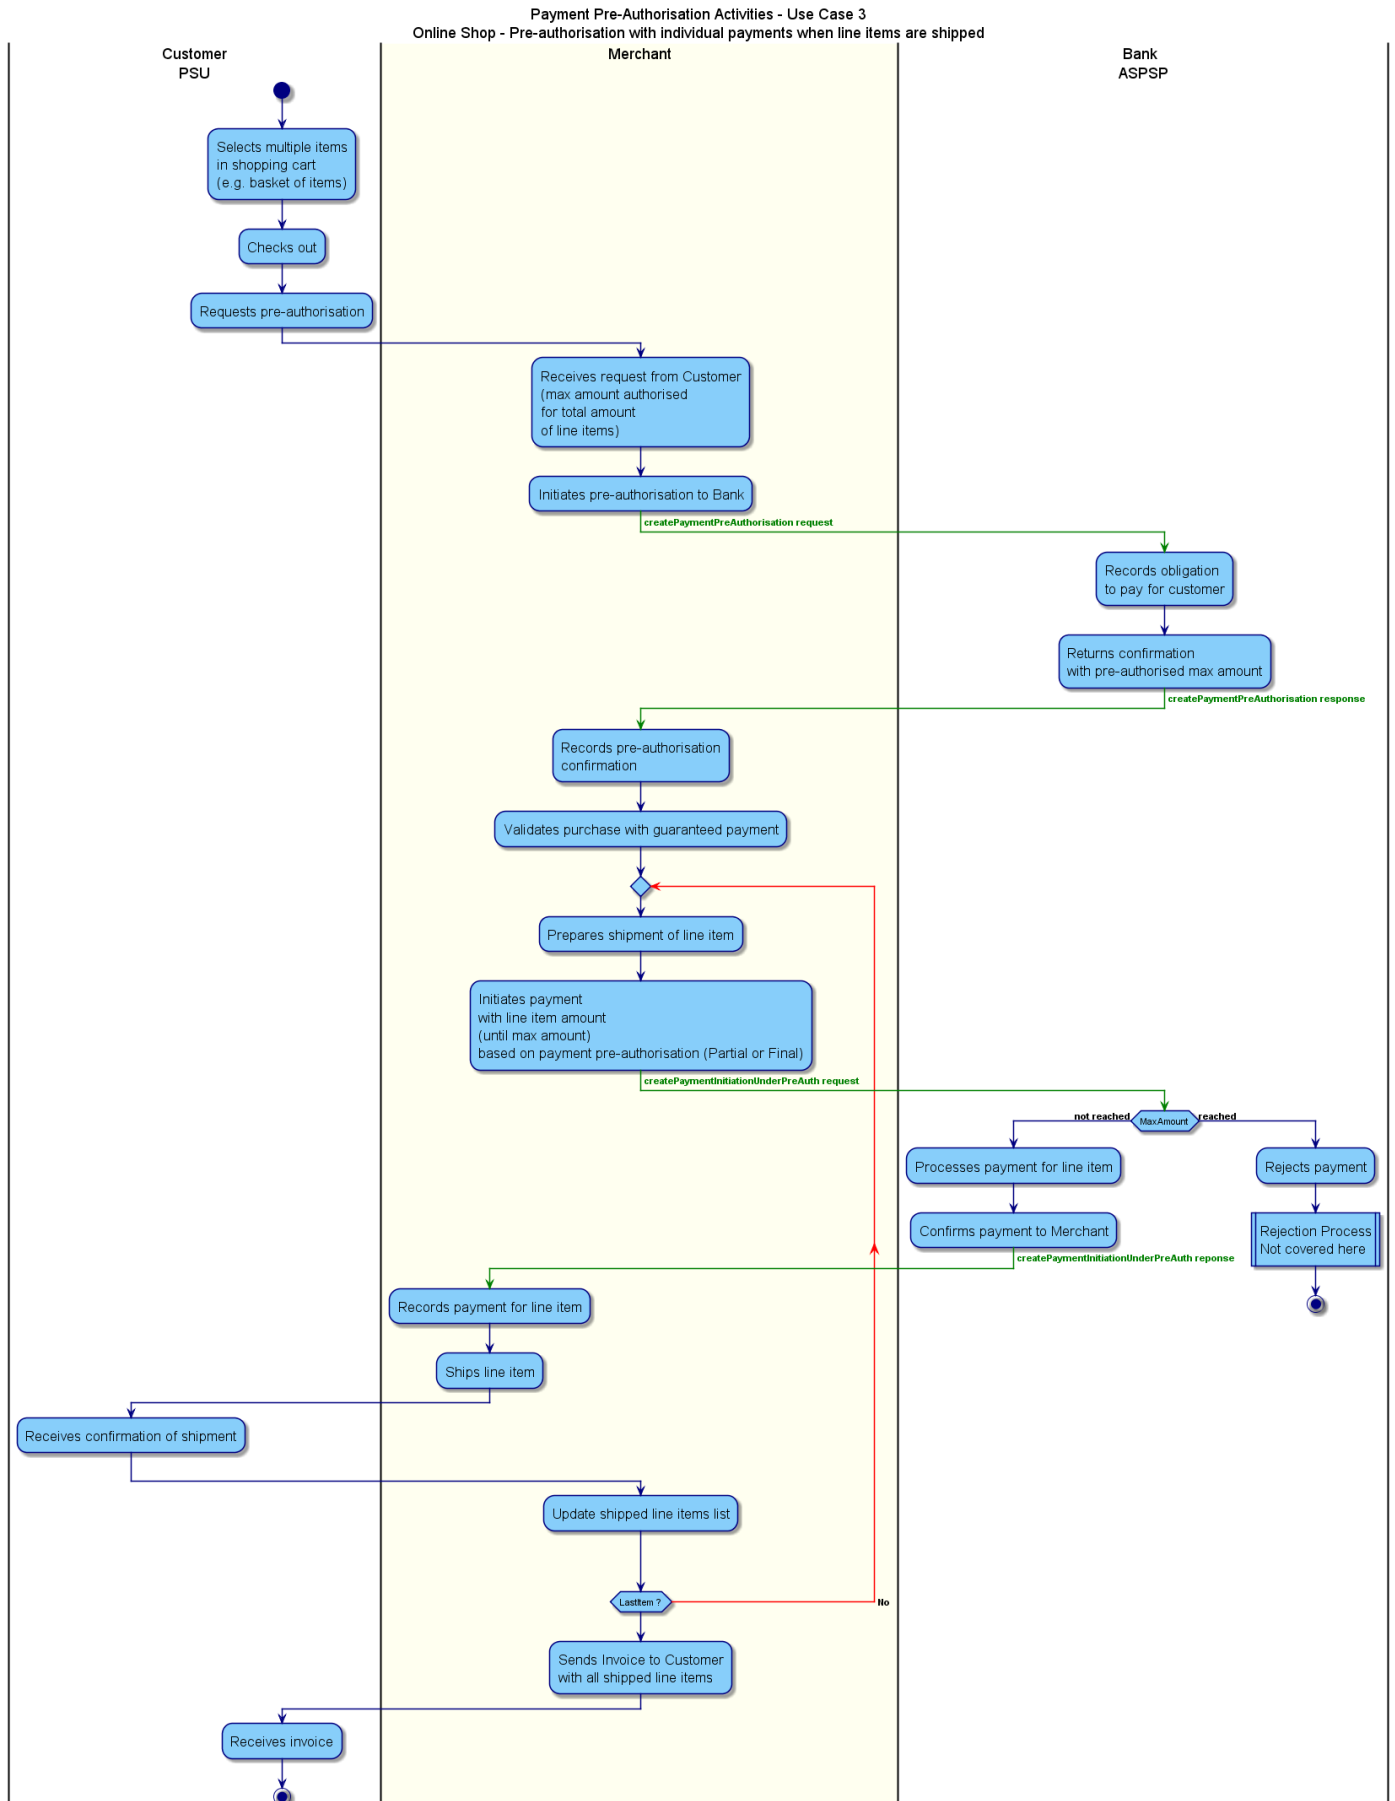 Payment Pre-Authorisation Activities - Use Case 3
Online Shop - Pre-authorisation with individual payments when line items are shipped
Customer
PSU
Merchant
Bank
ASPSP
Selects multiple items
in shopping cart
(e.g. basket of items)
Checks out
Requests pre-authorisation
Receives request from Customer
(max amount authorised
for total amount
of line items)
Initiates pre-authorisation to Bank
createPaymentPreAuthorisation request
Records obligation
to pay for customer
Returns confirmation
with pre-authorised max amount
createPaymentPreAuthorisation response
Records pre-authorisation
confirmation
Validates purchase with guaranteed payment
Prepares shipment of line item
Initiates payment
with line item amount
(until max amount)
based on payment pre-authorisation (Partial or Final)
createPaymentInitiationUnderPreAuth request
not reached
MaxAmount
reached
Processes payment for line item
Rejects payment
Confirms payment to Merchant
Rejection Process
Not covered here
createPaymentInitiationUnderPreAuth reponse
Records payment for line item
Ships line item
Receives confirmation of shipment
Update shipped line items list
LastItem ?
No
Sends Invoice to Customer
with all shipped line items
Receives invoice